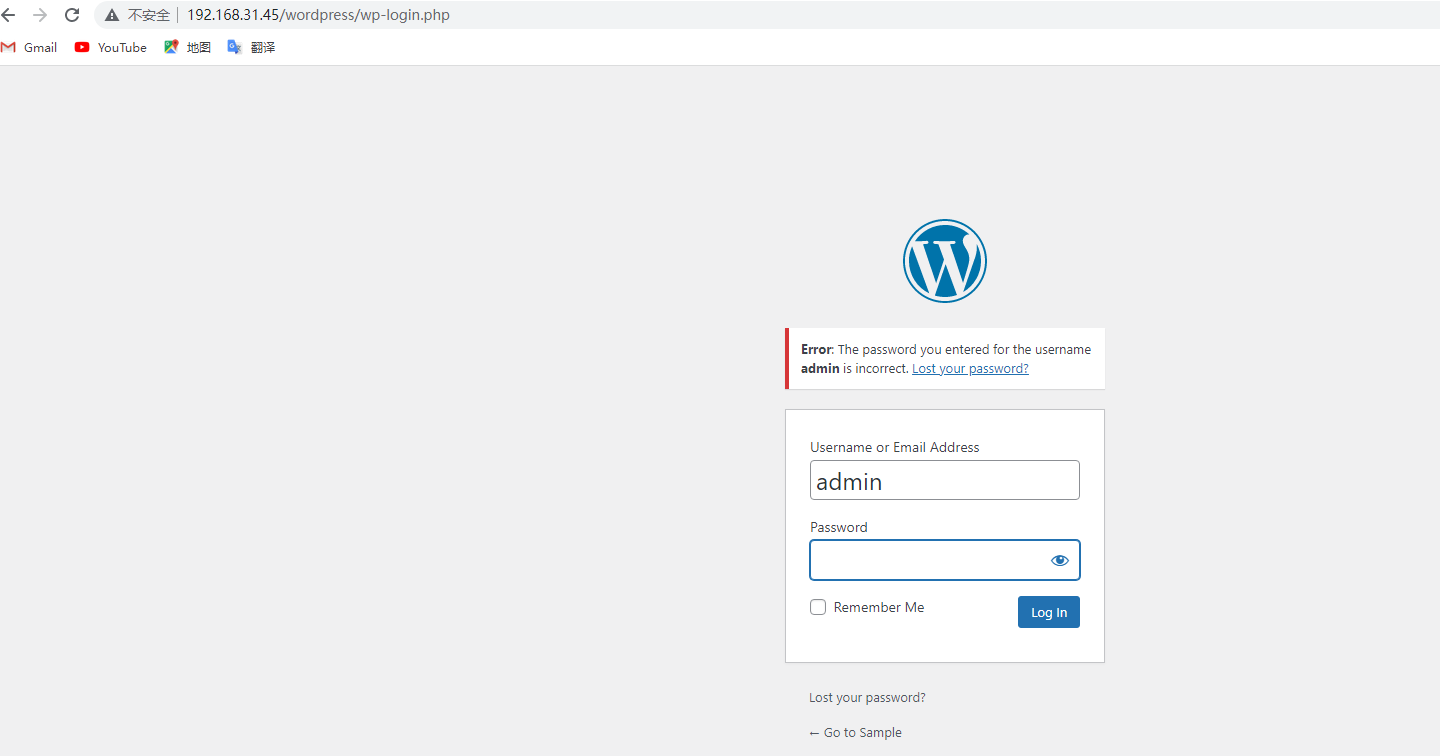 不安全 192.168.31.45/wordpress/wp-login.php
Gmail YouTube 地图 翻译
Error: The password you entered for the username
admin is incorrect. Lost your password?
Username or Email Address
admin
Password
Remember Me Log In
Lost your password?
← Go to Sample